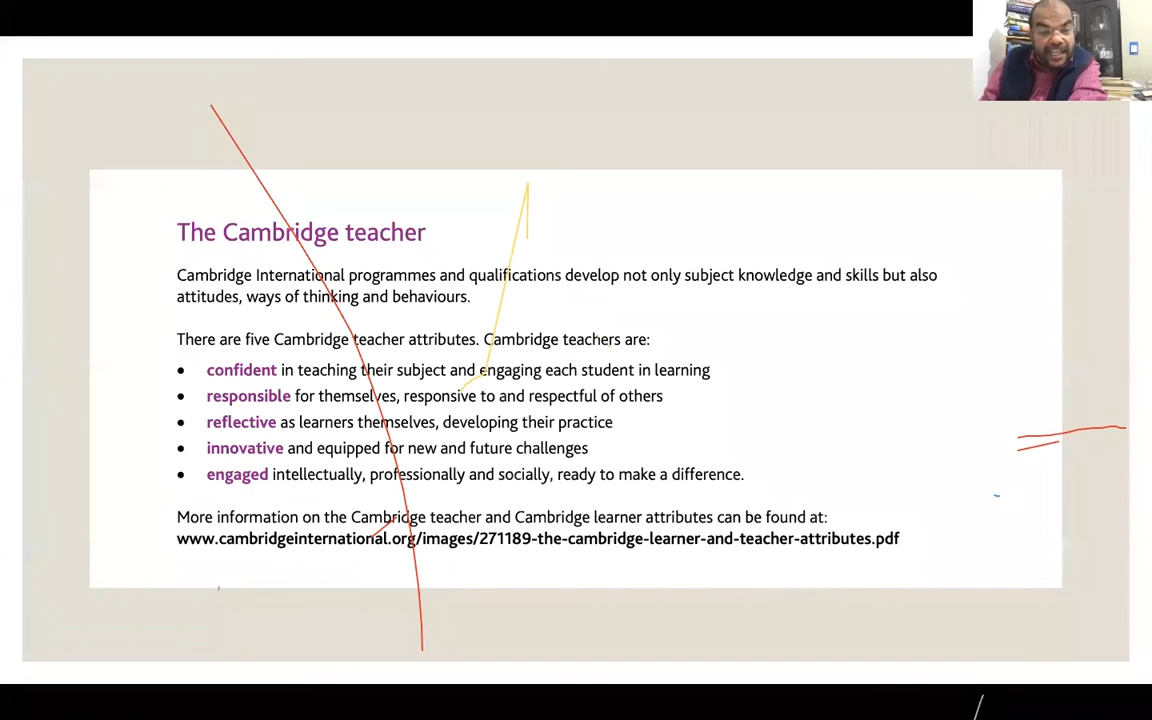 The Cambridge teacher
Cambridge International programmes and qualifications develop not only subject knowledge and skills but also
attitudes, ways of thinking and behaviours.
There are five Cambridge teacher attributes. Cambridge teachers are:
• confident in teaching their subject and engaging each student in learning
• responsible for themselves, responsive to and respectful of others
• reflective as learners themselves, developing their practice
• innovative and equipped for new and future challenges
• engaged intellectually, professionally and socially, ready to make a difference.
More information on the Cambridge teacher and Cambridge learner attributes can be found at:
www.cambridgeinternational.org/images/271189-the-cambridge-learner-and-teacher-attributes.pdf